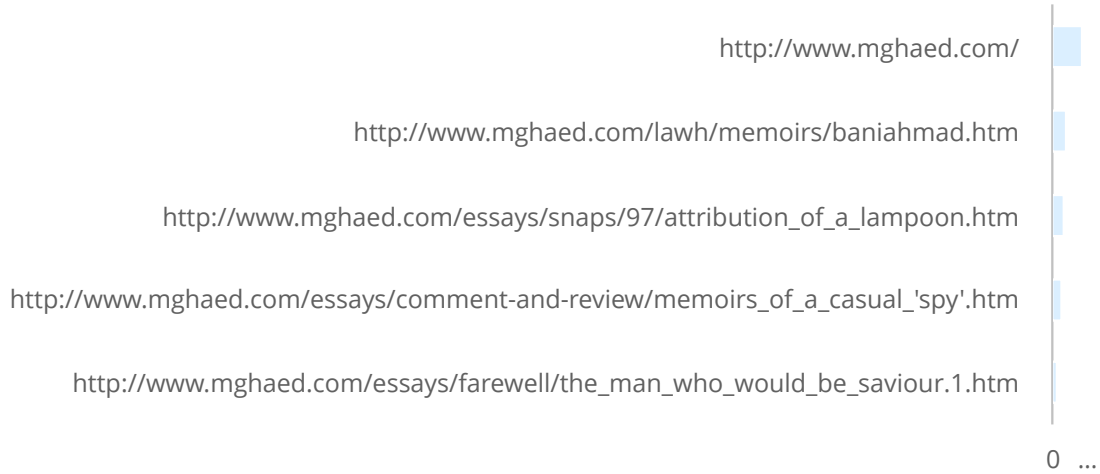 http://www.mghaed.com/
http://www.mghaed.com/lawh/memoirs/baniahmad.htm
http://www.mghaed.com/essays/snaps/97/attribution_of_a_lampoon.htm
http://www.mghaed.com/essays/comment-and-review/memoirs_of_a_casual_'spy'.htm
http://www.mghaed.com/essays/farewell/the_man_who_would_be_saviour.1.htm
0 ...